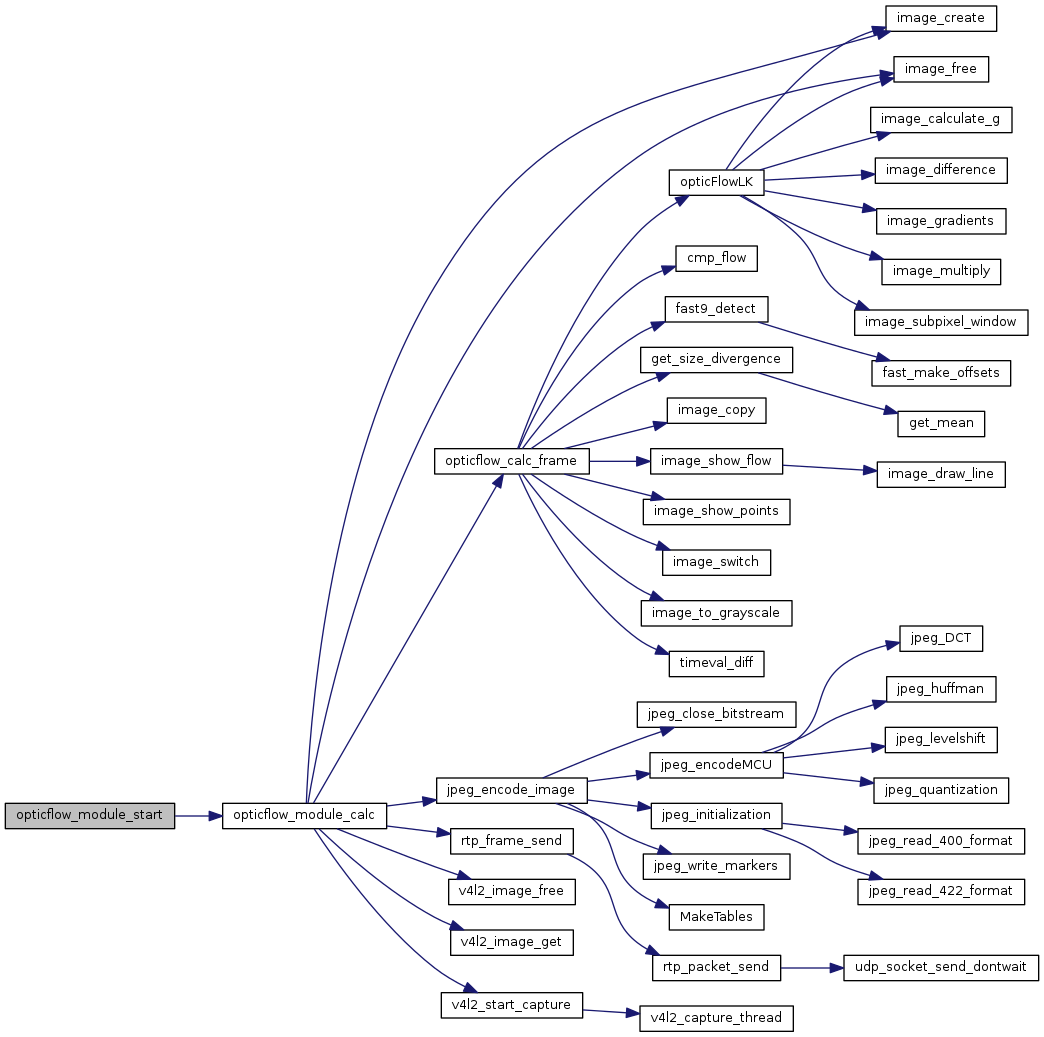 image_create
image_free
image_calculate_g
image_difference
opticFlowLK
image_gradients
cmp_flow
image_multiply
fast9_detect
image_subpixel_window
get_size_divergence
fast_make_offsets
image_copy
get_mean
opticflow_calc_frame
image_show_flow
image_draw_line
image_show_points
image_switch
image_to_grayscale
jpeg_DCT
timeval_diff
jpeg_huffman
jpeg_close_bitstream
jpeg_levelshift
jpeg_encodeMCU
jpeg_encode_image
jpeg_quantization
opticflow_module_start
opticflow_module_calc
jpeg_initialization
rtp_frame_send
jpeg_read_400_format
jpeg_write_markers
v4l2_image_free
jpeg_read_422_format
MakeTables
v4l2_image_get
rtp_packet_send
udp_socket_send_dontwait
v4l2_start_capture
v4l2_capture_thread